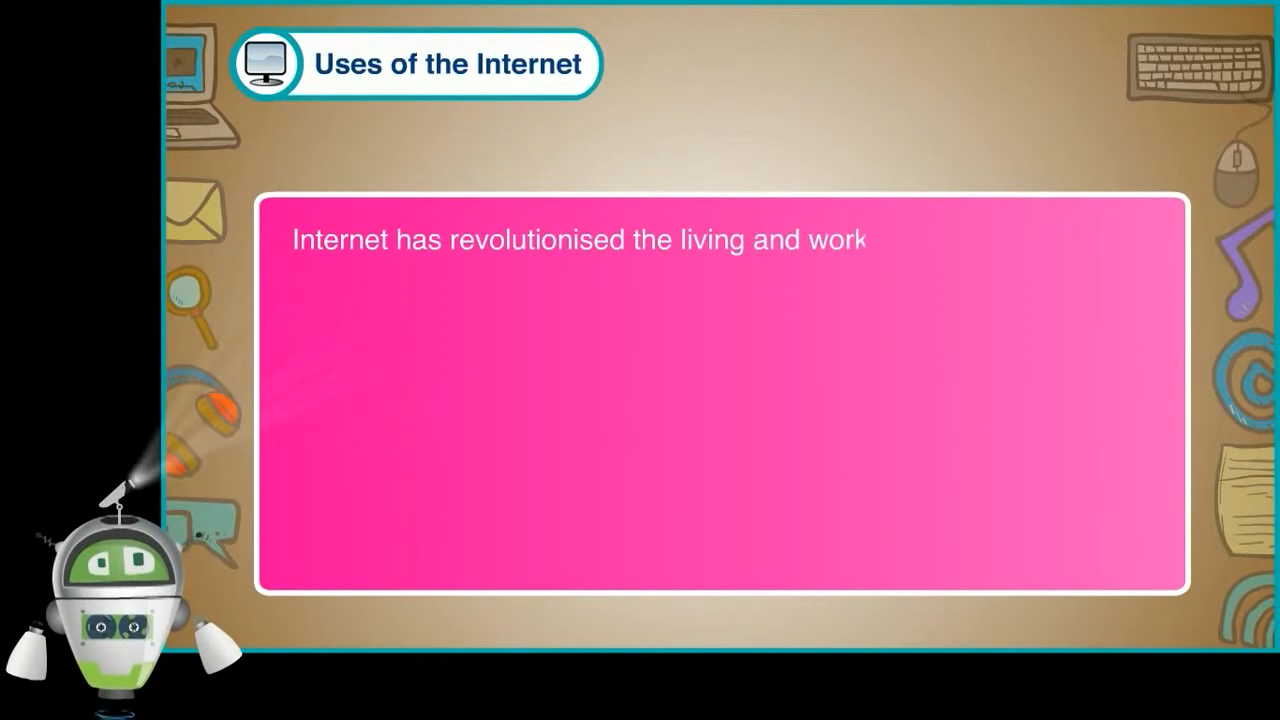 Uses of the Internet
Internet has revolutionised the living and work